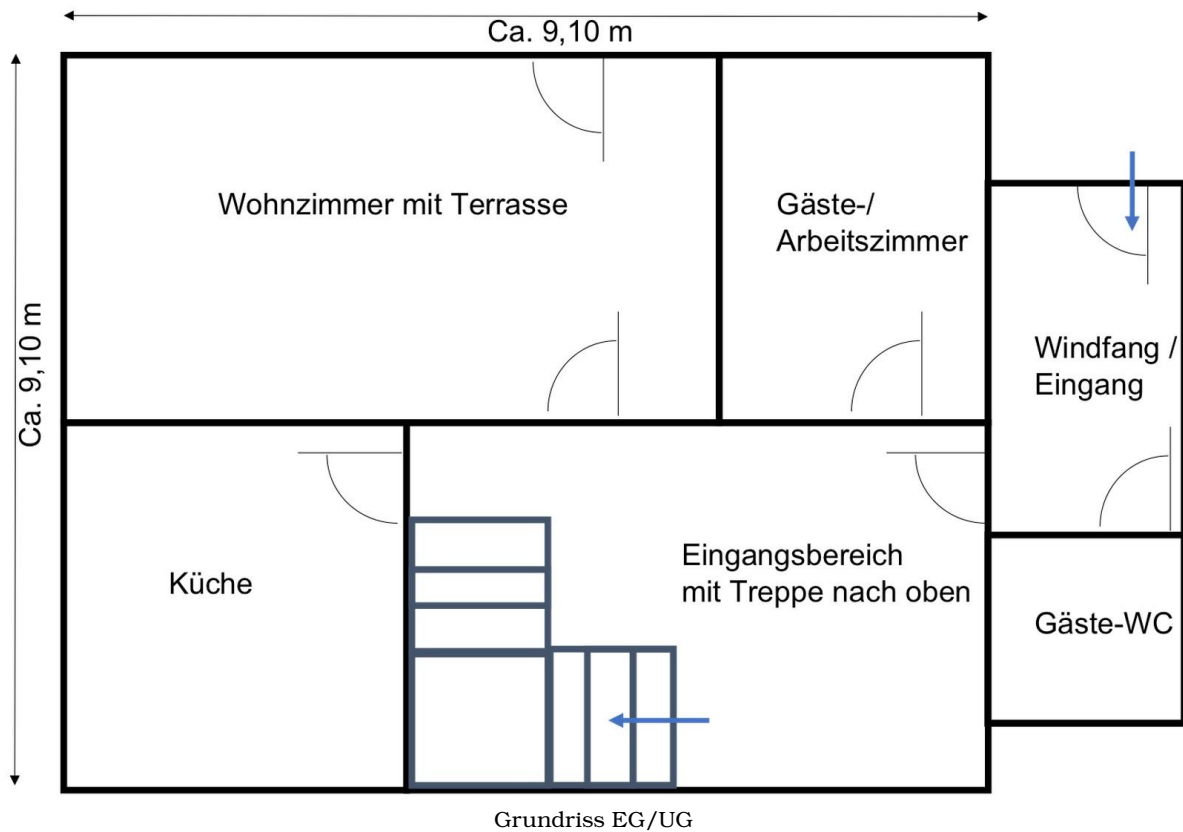 Ca. 9,10 m
Ca. 9,10 m
Wohnzimmer mit Terrasse
Gäste-/
Arbeitszimmer
Windfang /
Eingang
Küche
Eingangsbereich
mit Treppe nach oben
Gäste-WC
Grundriss EG/UG